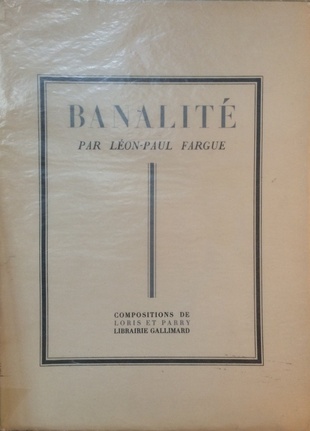 BANALITÉ
PAR LÉON-PAUL FARGUE
COMPOSITIONS DE
LORIS ET PARRY
LIBRAIRIE GALLIMARD